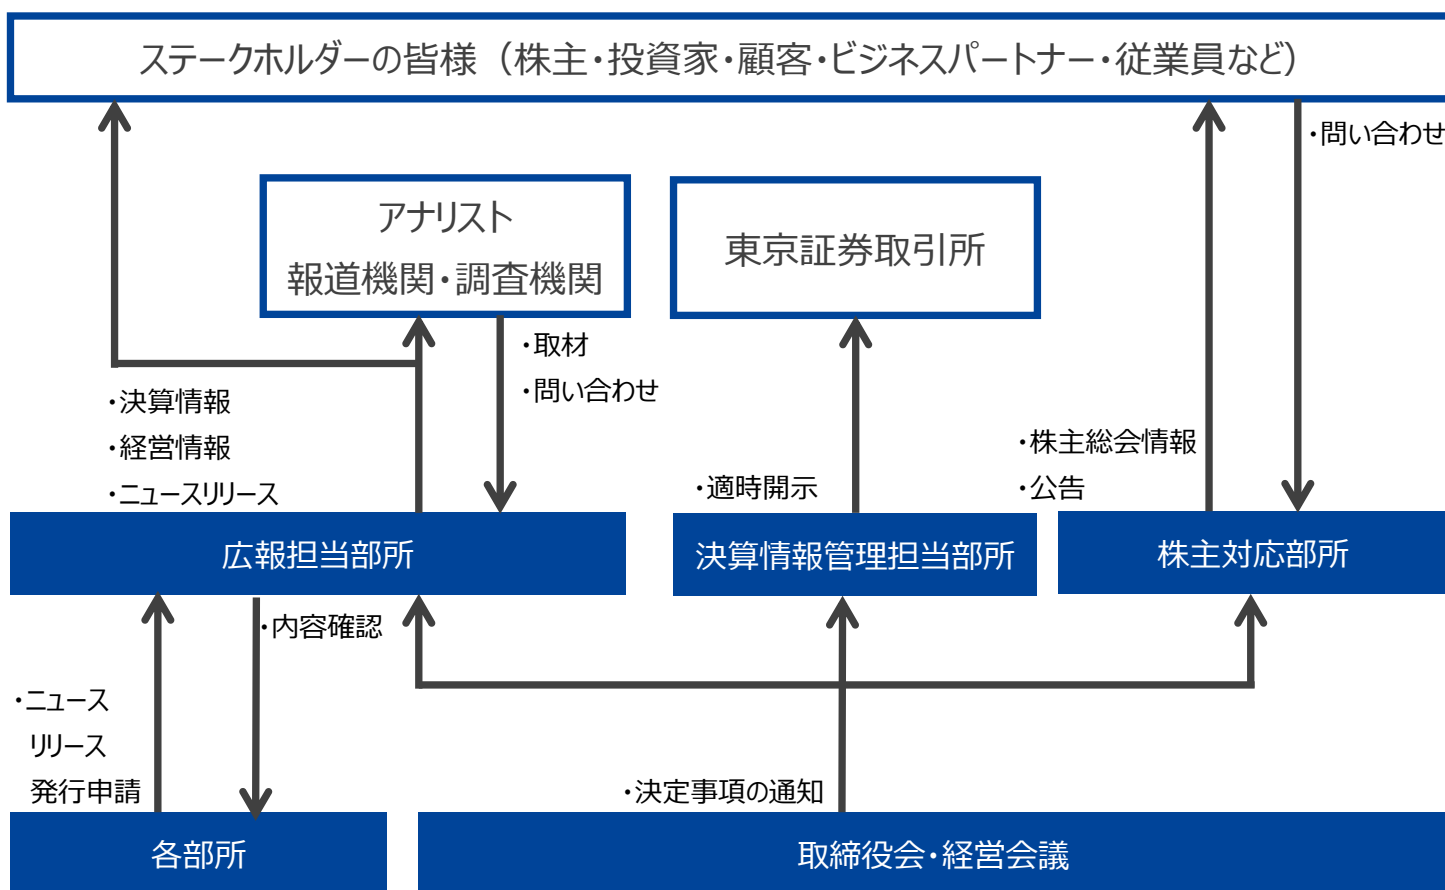 ステークホルダーの皆様（株主・投資家・顧客・ビジネスパートナー・従業員など）
・問い合わせ
アナリスト
報道機関・調査機関
東京証券取引所
・取材
・問い合わせ
・決算情報
・経営情報
・ニュースリリース
・適時開示
・株主総会情報
・公告
広報担当部所
決算情報管理担当部所
株主対応部所
・内容確認
・ニュース
リリース
発行申請
・決定事項の通知
各部所
取締役会・経営会議